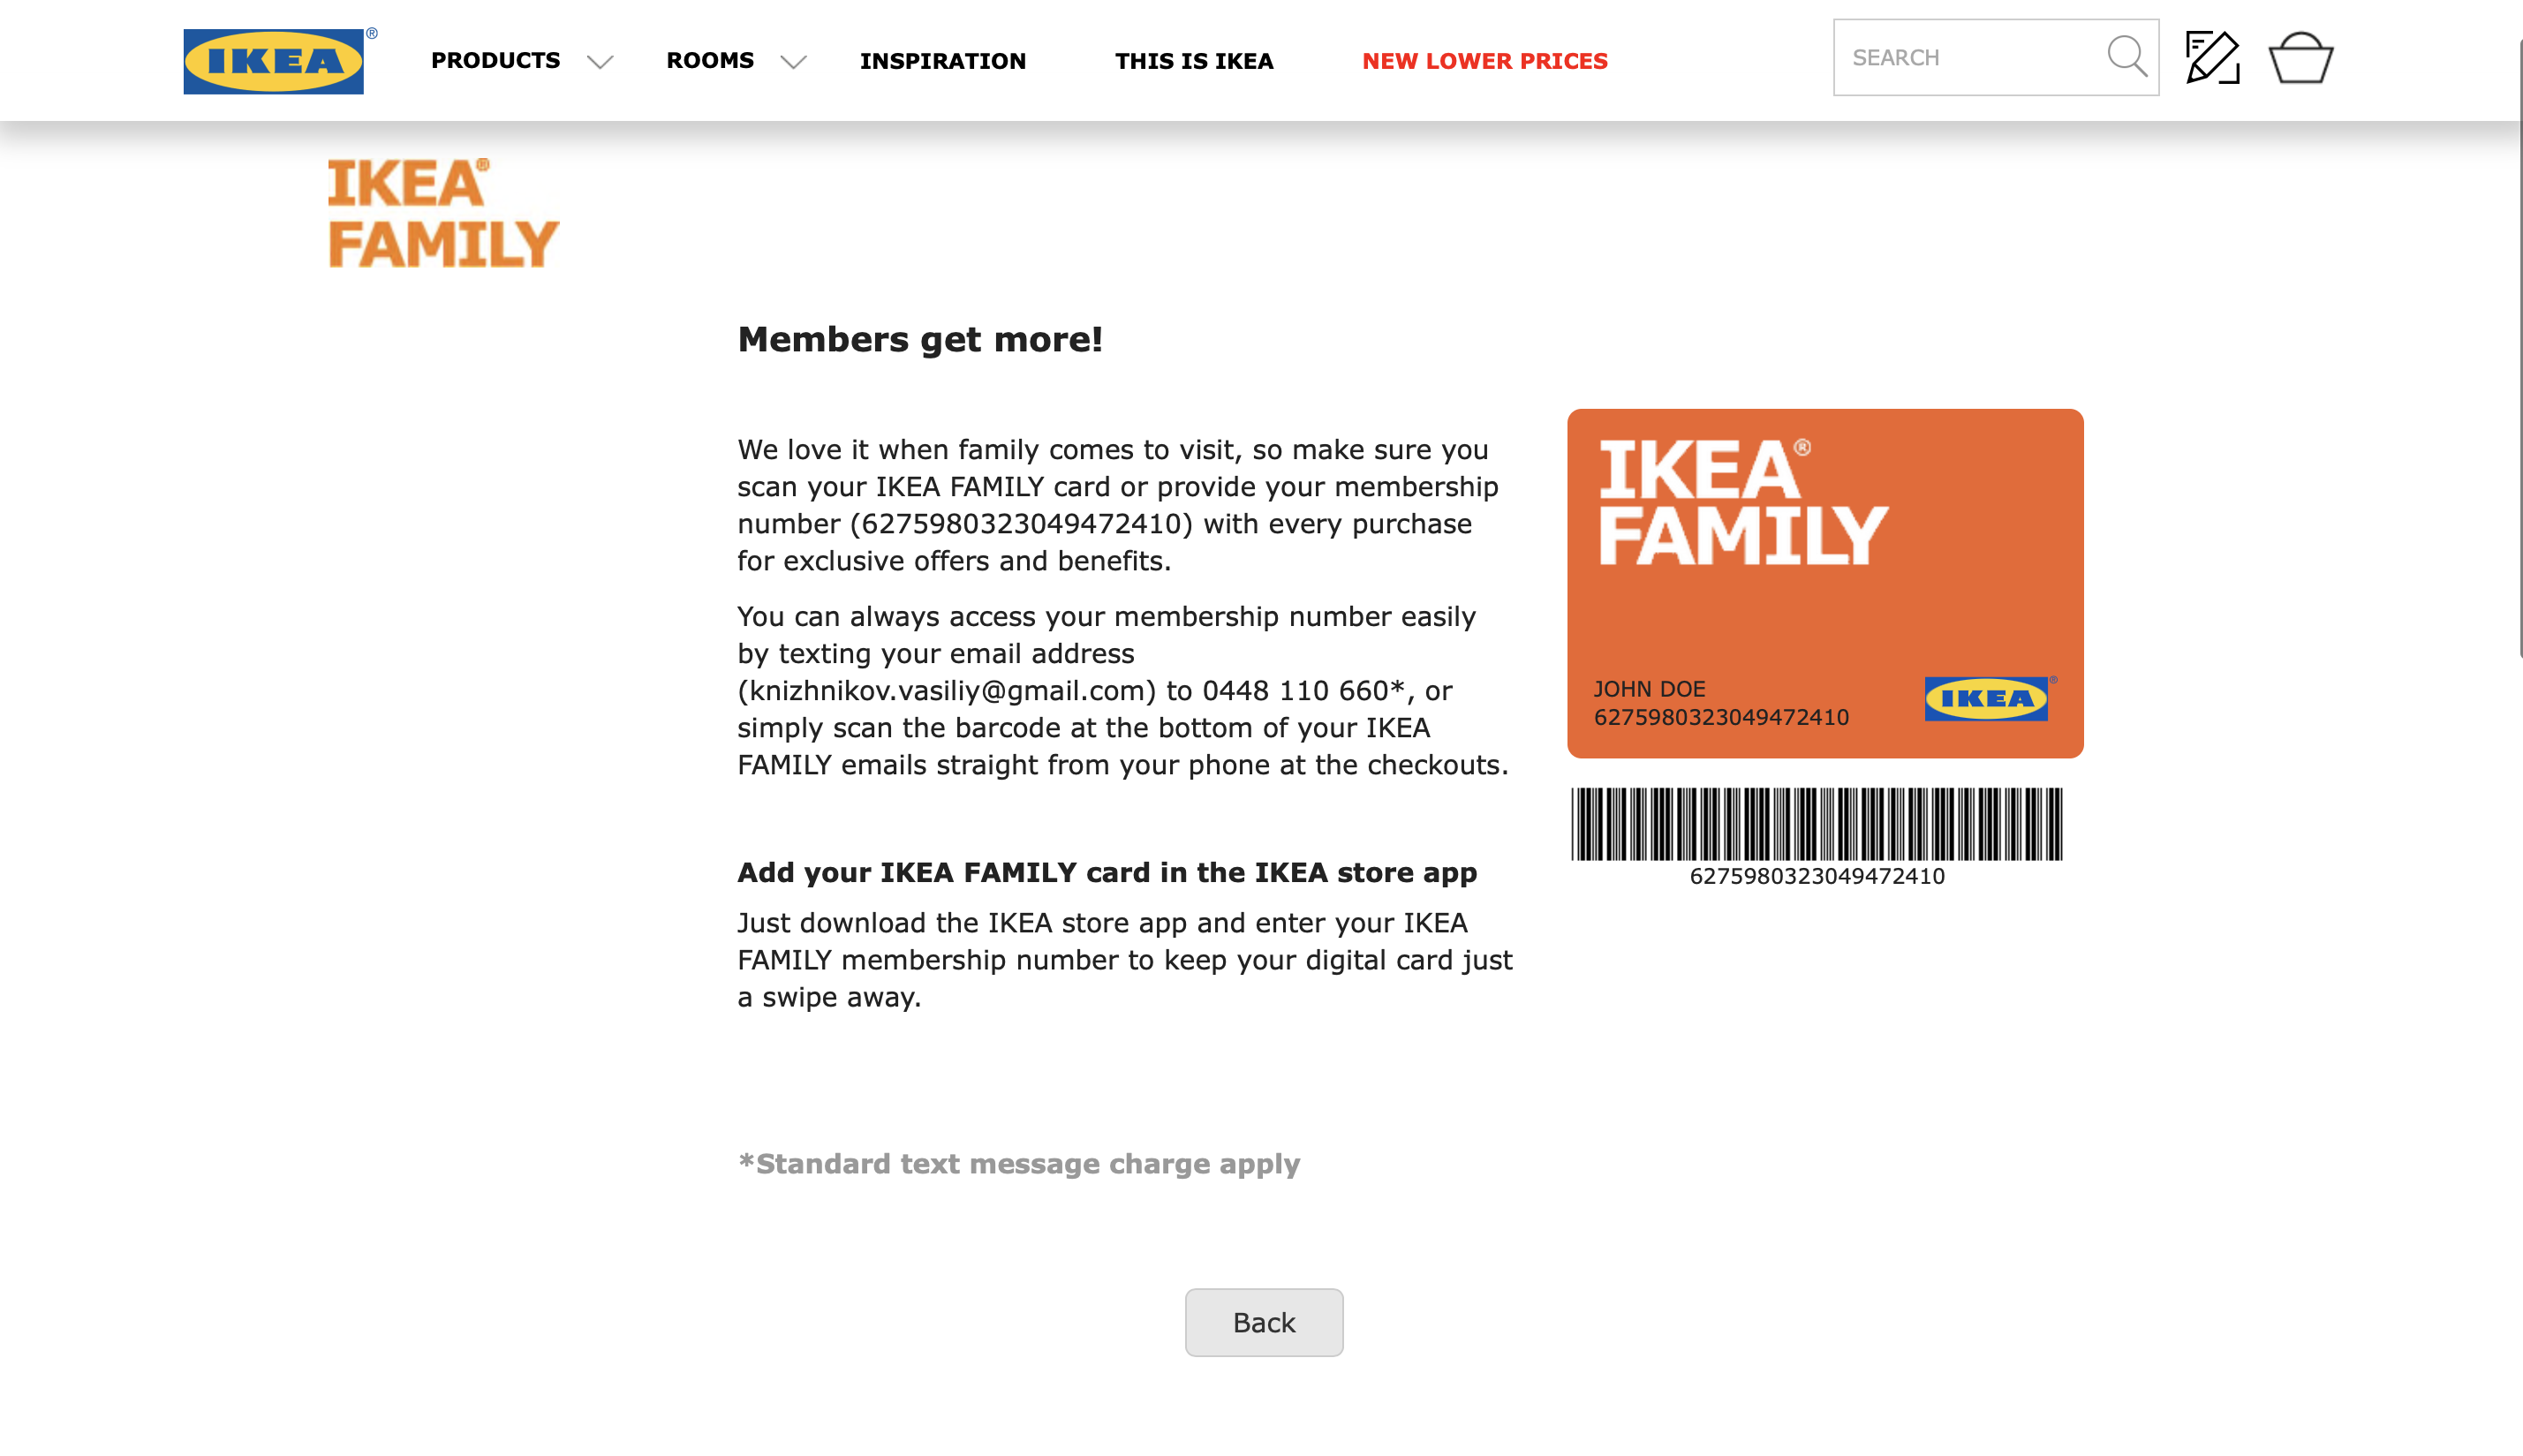 IKEA®
PRODUCTS
ROOMS
INSPIRATION
THIS IS IKEA
NEW LOWER PRICES
SEARCH
IKEA®
FAMILY
Members get more!
We love it when family comes to visit, so make sure you
scan your IKEA FAMILY card or provide your membership
number (6275980323049472410) with every purchase
for exclusive offers and benefits.
You can always access your membership number easily
by texting your email address
(knizhnikov.vasiliy@gmail.com) to 0448 110 660*, or
simply scan the barcode at the bottom of your IKEA
FAMILY emails straight from your phone at the checkouts.
IKEA®
FAMILY
JOHN DOE
6275980323049472410
IKEA®
6275980323049472410
Add your IKEA FAMILY card in the IKEA store app
Just download the IKEA store app and enter your IKEA
FAMILY membership number to keep your digital card just
a swipe away.
*Standard text message charge apply
Back